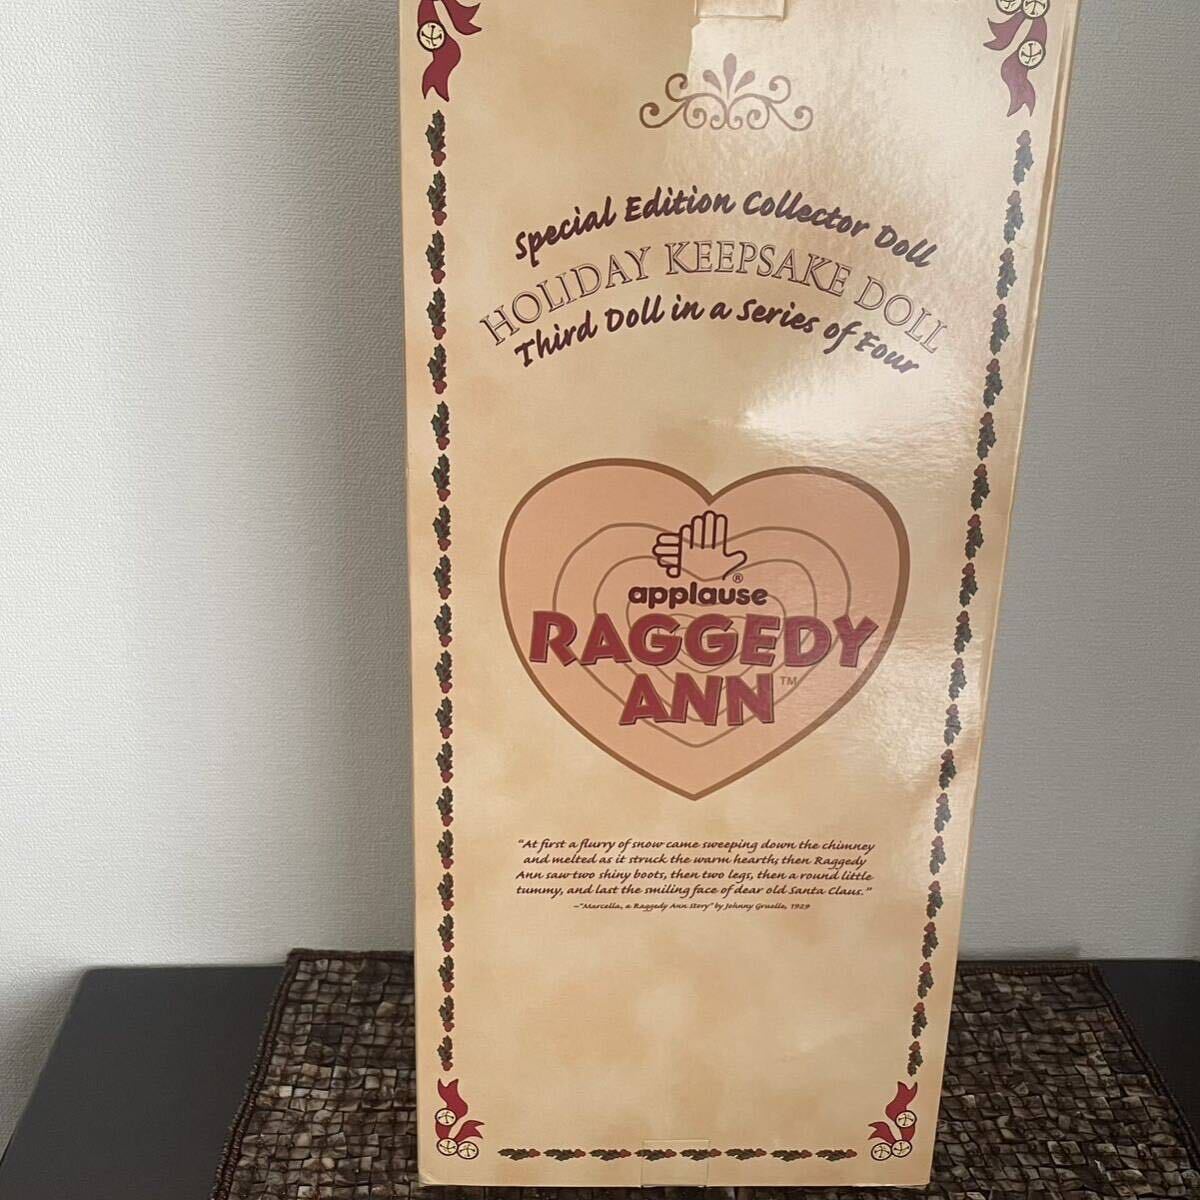 Special Edition Collector Doll
HOLIDAY KEEPSAKE DOLL
Third Doll in a Series of Four
applause®
RAGGEDY
ANN™
"At first a flurry of snow came sweeping down the chimney
and melted as it struck the warm hearth; then Raggedy
Ann saw two shiny boots, then two legs, then a round little
tummy, and last the smiling face of dear old Santa Claus."
—"Marcella, a Raggedy Ann Story" by Johnny Gruelle, 1929